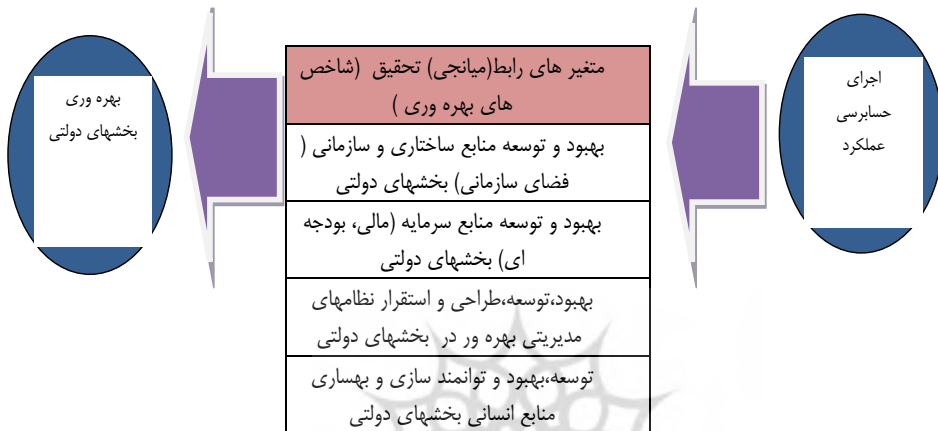 اجرای
حسابرسی
عملکرد
متغیر های رابط(میانجی) تحقیق (شاخص
های بهره وری )
بهبود و توسعه منابع ساختاری و سازمانی (
فضای سازمانی) بخشهای دولتی
بهبود و توسعه منابع سرمایه (مالی، بودجه
ای) بخشهای دولتی
بهبود،توسعه،طراحی و استقرار نظامهای
مدیریتی بهره ور در بخشهای دولتی
توسعه،بهبود و توانمند سازی و بهسازی
منابع انسانی بخشهای دولتی
بهره وری
بخشهای دولتی